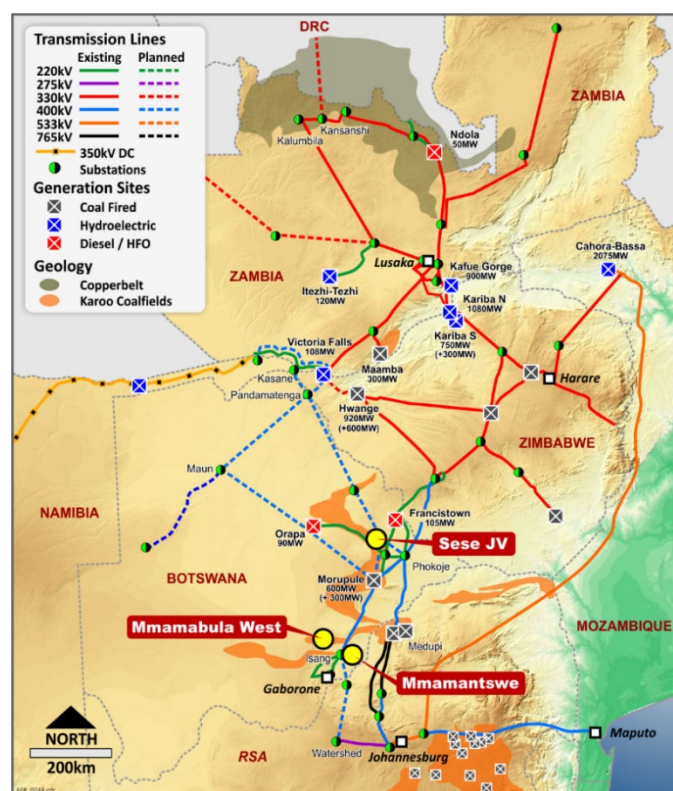 Transmission Lines
Existing Planned
220kV
275kV
330kV
400kV
533kV
765kV
350kV DC
Substations
Generation Sites
Coal Fired
Hydroelectric
Diesel / HFO
Geology
Copperbelt
Karoo Coalfields
DRC
ZAMBIA
Kansanshi
Kalumbila
Ndola
50MW
Lusaka
Cahora-Bassa
2075MW
Kafue Gorge
900MW
ZAMBIA
Itezhi-Tezhi
120MW
Kariba N
1080MW
Kariba S
750MW
(+300MW)
Victoria Falls
108MW
Maamba
300MW
Kasane
Harare
Pandamatenga
Hwange
920MW
(+600MW)
ZIMBABWE
Maun
NAMIBIA
Francistown
105MW
Orapa
90MW
Sese JV
Phokoje
BOTSWANA
Morupule
600MW
(+ 300MW)
Mmamabula West
MOZAMBIQUE
Medupi
Isang
Mmamantswe
Gaborone
NORTH
200km
RSA
Watershed
Johannesburg
Maputo